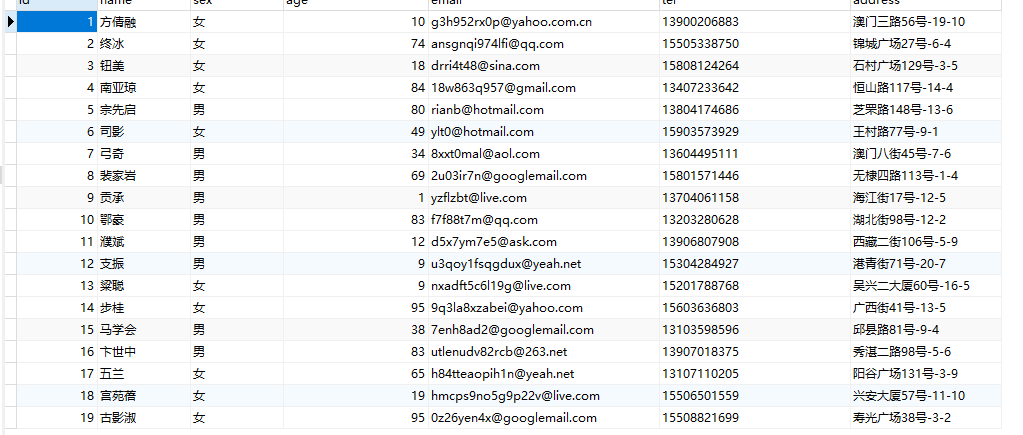 id name sex age email tel address
1 方倩融 女 10 g3h952rx0p@yahoo.com.cn 13900206883 澳门三路56号-19-10
2 终冰 女 74 ansgnqi974lfi@qq.com 15505338750 锦城广场27号-6-4
3 钮美 女 18 drri4t48@sina.com 15808124264 石村广场129号-3-5
4 南亚琼 女 84 18w863q957@gmail.com 13407233642 恒山路117号-14-4
5 宗先启 男 80 rianb@hotmail.com 13804174686 芝罘路148号-13-6
6 司影 女 49 ylt0@hotmail.com 15903573929 王村路77号-9-1
7 弓奇 男 34 8xxt0mal@aol.com 13604495111 澳门八街45号-7-6
8 裴家岩 男 69 2u03ir7n@googlemail.com 15801571446 无棣四路113号-1-4
9 贡承 男 1 yzflzbt@live.com 13704061158 海江街17号-12-5
10 鄂豪 男 83 f7f88t7m@qq.com 13203280628 湖北街98号-12-2
11 濮斌 男 12 d5x7ym7e5@ask.com 13906807908 西藏二街106号-5-9
12 支振 男 9 u3qoy1fsqgdux@yeah.net 15304284927 港青街71号-20-7
13 梁聪 女 9 nxadft5c6l19g@live.com 15201788768 吴兴二大厦60号-16-5
14 步桂 女 95 9q3la8xzabei@yahoo.com 15603636803 广西街41号-13-5
15 马学会 男 38 7enh8ad2@googlemail.com 13103598596 邱县路81号-9-4
16 卞世中 男 83 utlenudv82rcb@263.net 13907018375 秀湛二路98号-5-6
17 五兰 女 65 h84tteaopih1n@yeah.net 13107110205 阳谷广场131号-3-9
18 宫苑蓓 女 19 hmcps9no5g9p22v@live.com 15506501559 兴安大厦57号-11-10
19 古影淑 女 95 0z26yen4x@googlemail.com 15508821699 寿光广场38号-3-2